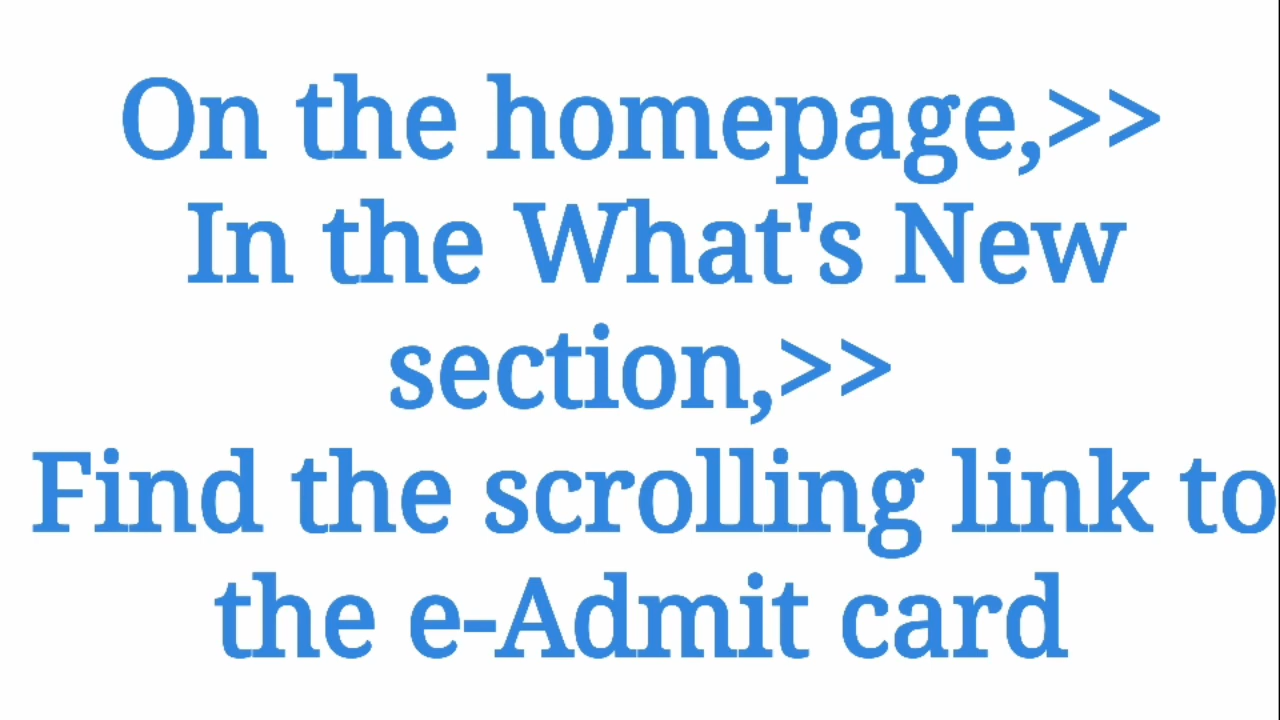 On the homepage,>>
In the What's New
section,>>
Find the scrolling link to
the e-Admit card